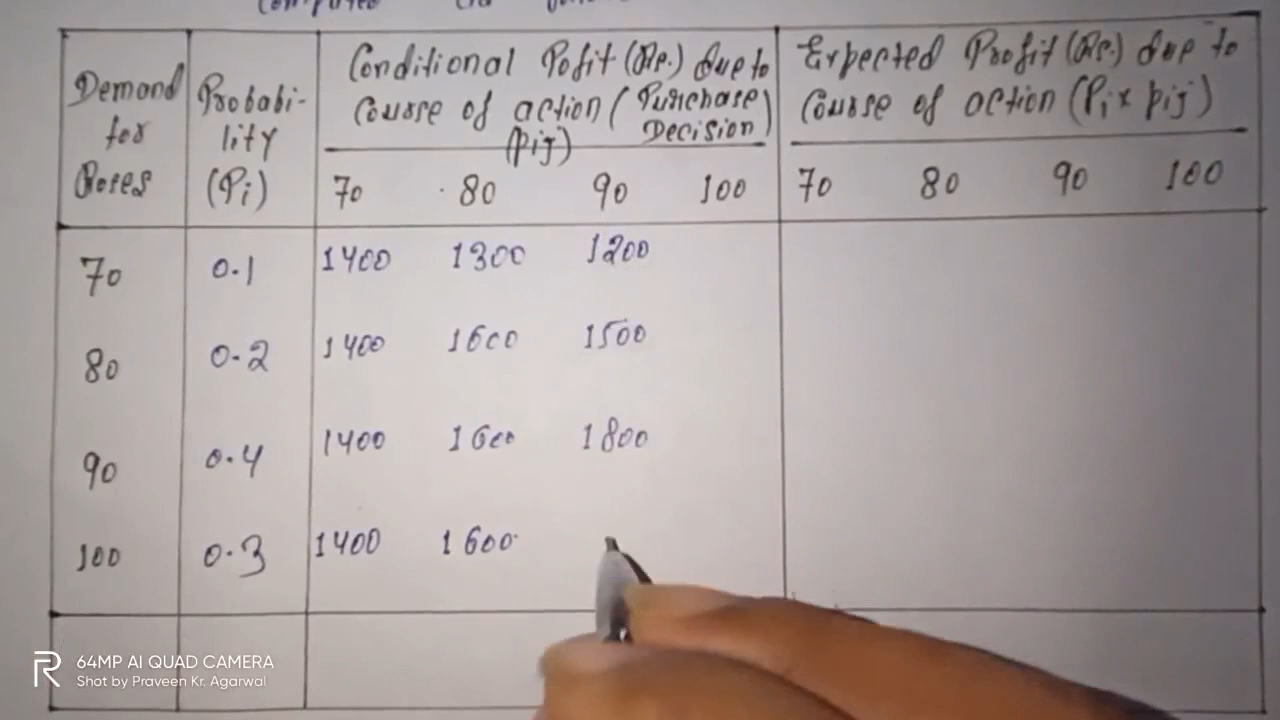 Demand for Roses
Probabi-lity (Pi)
Conditional Pofit (Rs.) due to
Course of action ( Purchase Decision )
(pij)
Expected Profit (Rs.) due to
Course of action (Pi x pij)
70 80 90 100 70 80 90 100
70 0.1 1400 1300 1200
80 0.2 1400 1600 1500
90 0.4 1400 1600 1800
100 0.3 1400 1600
64MP AI QUAD CAMERA
Shot by Praveen Kr. Agarwal